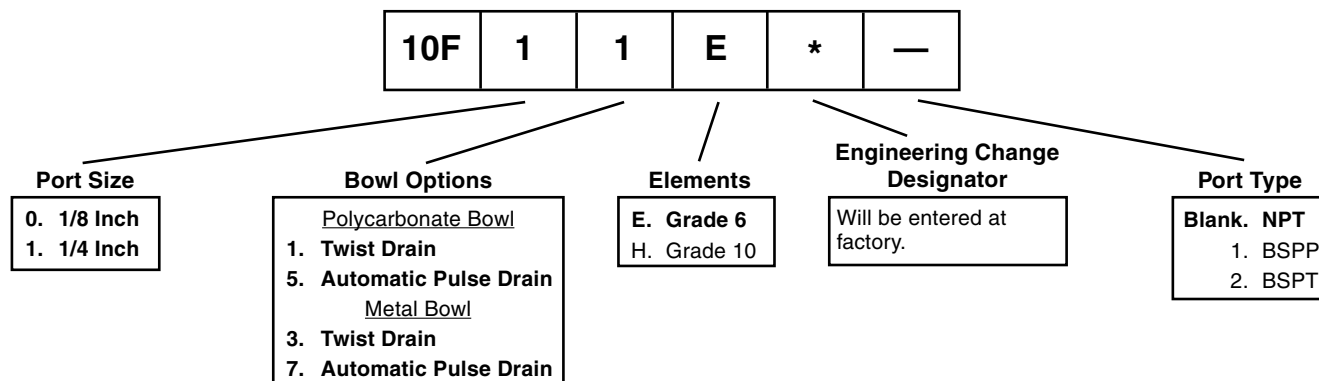 10F 1 1 E * —
Port Size
0. 1/8 Inch
1. 1/4 Inch
Bowl Options
Polycarbonate Bowl
1. Twist Drain
5. Automatic Pulse Drain
Metal Bowl
3. Twist Drain
7. Automatic Pulse Drain
Elements
E. Grade 6
H. Grade 10
Engineering Change
Designator
Will be entered at
factory.
Port Type
Blank. NPT
1. BSPP
2. BSPT